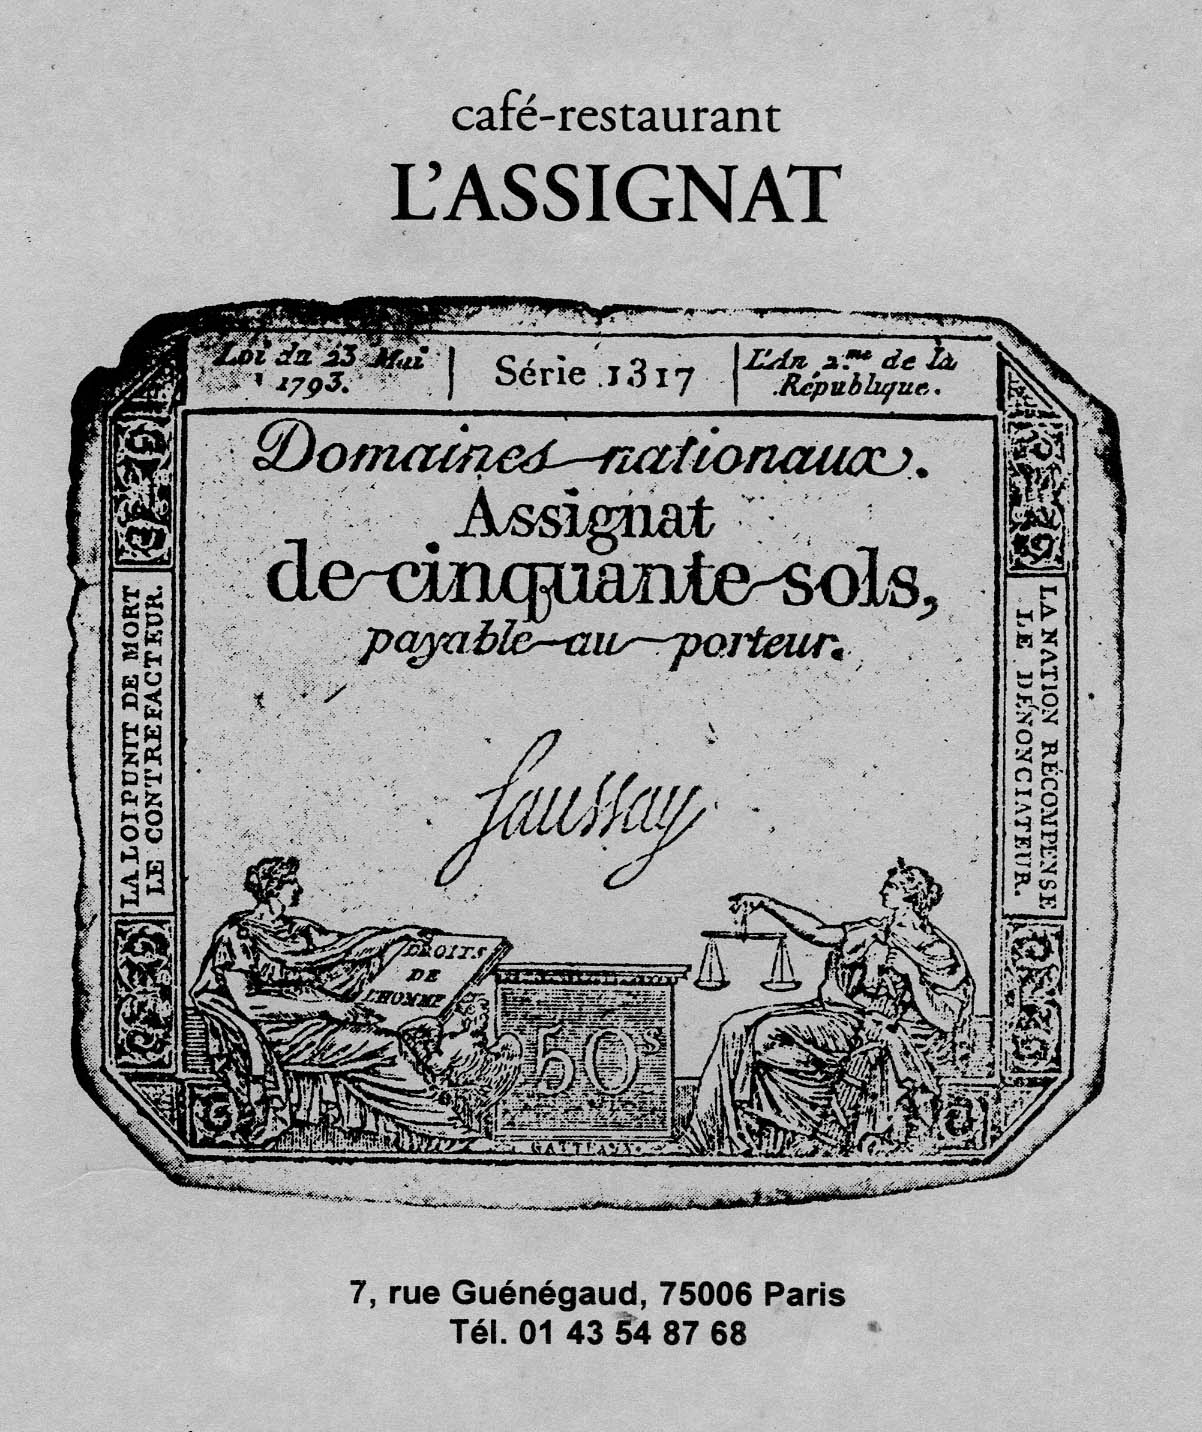 café-restaurant
L'ASSIGNAT
Loi du 23 Mai
1793.
Série 1317
L'An 2.me de la
République.
Domaines nationaux.
Assignat
de cinquante sols,
payable au porteur.
LA LOI PUNIT DE MORT
LE CONTREFACTEUR.
LA NATION RÉCOMPENSE
LE DÉNONCIATEUR.
Saussay
DROITS
DE
L'HOMME
50s
GATTEAUX.
7, rue Guénégaud, 75006 Paris
Tél. 01 43 54 87 68